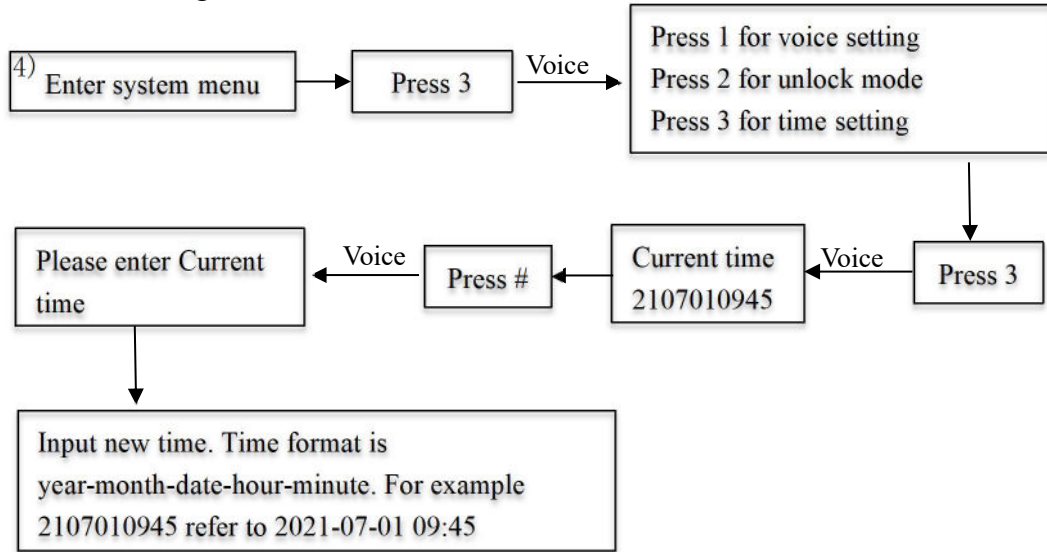 4)
Enter system menu
Press 3
Voice
Press 1 for voice setting
Press 2 for unlock mode
Press 3 for time setting
Press 3
Voice
Current time
2107010945
Press #
Voice
Please enter Current
time
Input new time. Time format is
year-month-date-hour-minute. For example
2107010945 refer to 2021-07-01 09:45